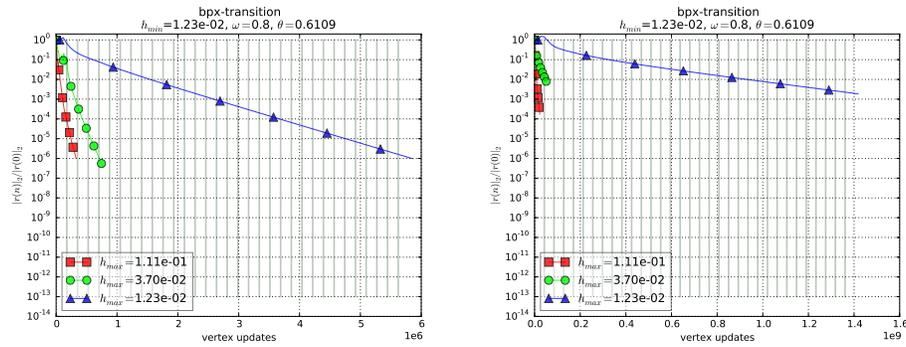 bpx-transition
h_min=1.23e-02, ω=0.8, θ=0.6109
10^0
10^-1
10^-2
10^-3
10^-4
10^-5
10^-6
10^-7
10^-8
10^-9
10^-10
10^-11
10^-12
10^-13
10^-14
|r(n)|_2/|r(0)|_2
h_max=1.11e-01
h_max=3.70e-02
h_max=1.23e-02
0 1 2 3 4 5 6
1e6
vertex updates
bpx-transition
h_min=1.23e-02, ω=0.8, θ=0.6109
10^0
10^-1
10^-2
10^-3
10^-4
10^-5
10^-6
10^-7
10^-8
10^-9
10^-10
10^-11
10^-12
10^-13
10^-14
|r(n)|_2/|r(0)|_2
h_max=1.11e-01
h_max=3.70e-02
h_max=1.23e-02
0.0 0.2 0.4 0.6 0.8 1.0 1.2 1.4 1.6
1e9
vertex updates